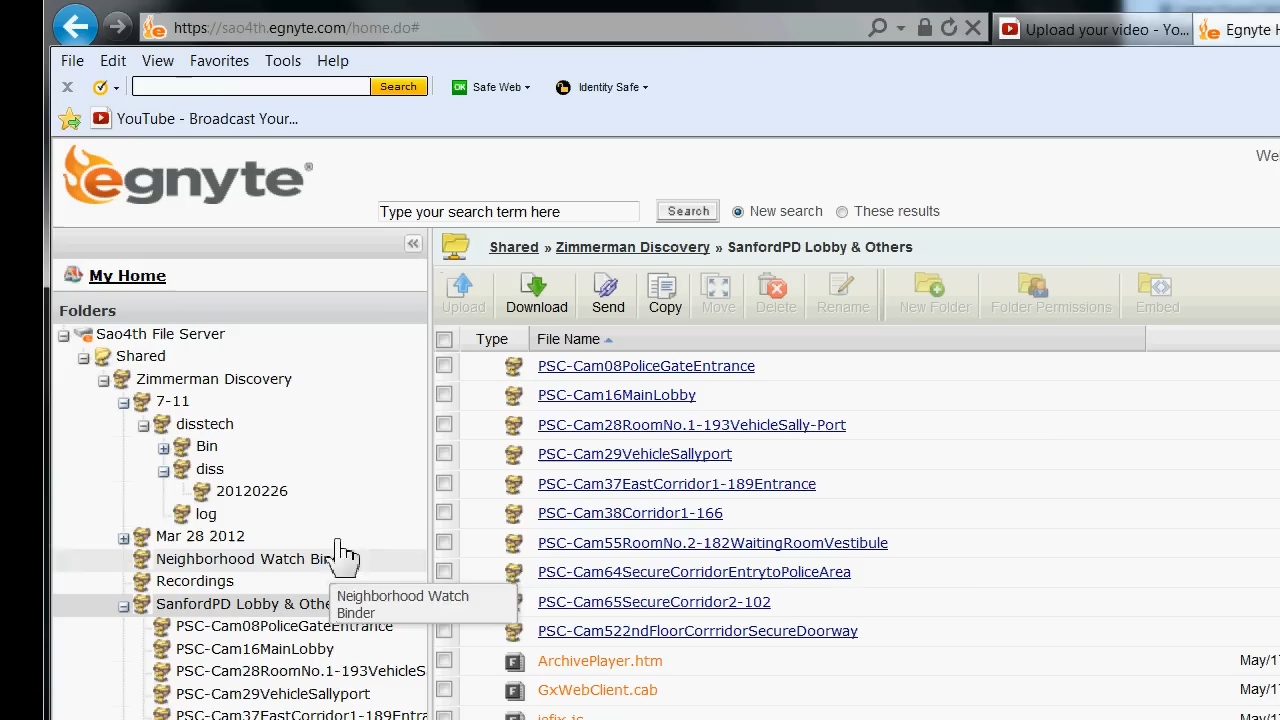 https://sao4th.egnyte.com/home.do#
Upload your video - Yo...
Egnyte H
File Edit View Favorites Tools Help
x Search OK Safe Web Identity Safe
YouTube - Broadcast Your...
egnyte®
Wel
Type your search term here Search New search These results
Shared » Zimmerman Discovery » SanfordPD Lobby & Others
My Home
Upload Download Send Copy Move Delete Rename New Folder Folder Permissions Embed
Folders
Type File Name
Sao4th File Server
Shared
Zimmerman Discovery
7-11
disstech
Bin
diss
20120226
log
Mar 28 2012
Neighborhood Watch Bin
Recordings
SanfordPD Lobby & Othe
Neighborhood Watch
Binder
PSC-Cam08PoliceGateEntrance
PSC-Cam16MainLobby
PSC-Cam28RoomNo.1-193VehicleS
PSC-Cam29VehicleSallyport
PSC-Cam37EastCorridor1-189Entra
PSC-Cam08PoliceGateEntrance
PSC-Cam16MainLobby
PSC-Cam28RoomNo.1-193VehicleSally-Port
PSC-Cam29VehicleSallyport
PSC-Cam37EastCorridor1-189Entrance
PSC-Cam38Corridor1-166
PSC-Cam55RoomNo.2-182WaitingRoomVestibule
PSC-Cam64SecureCorridorEntrytoPoliceArea
PSC-Cam65SecureCorridor2-102
PSC-Cam522ndFloorCorrridorSecureDoorway
ArchivePlayer.htm May/17
GxWebClient.cab May/17